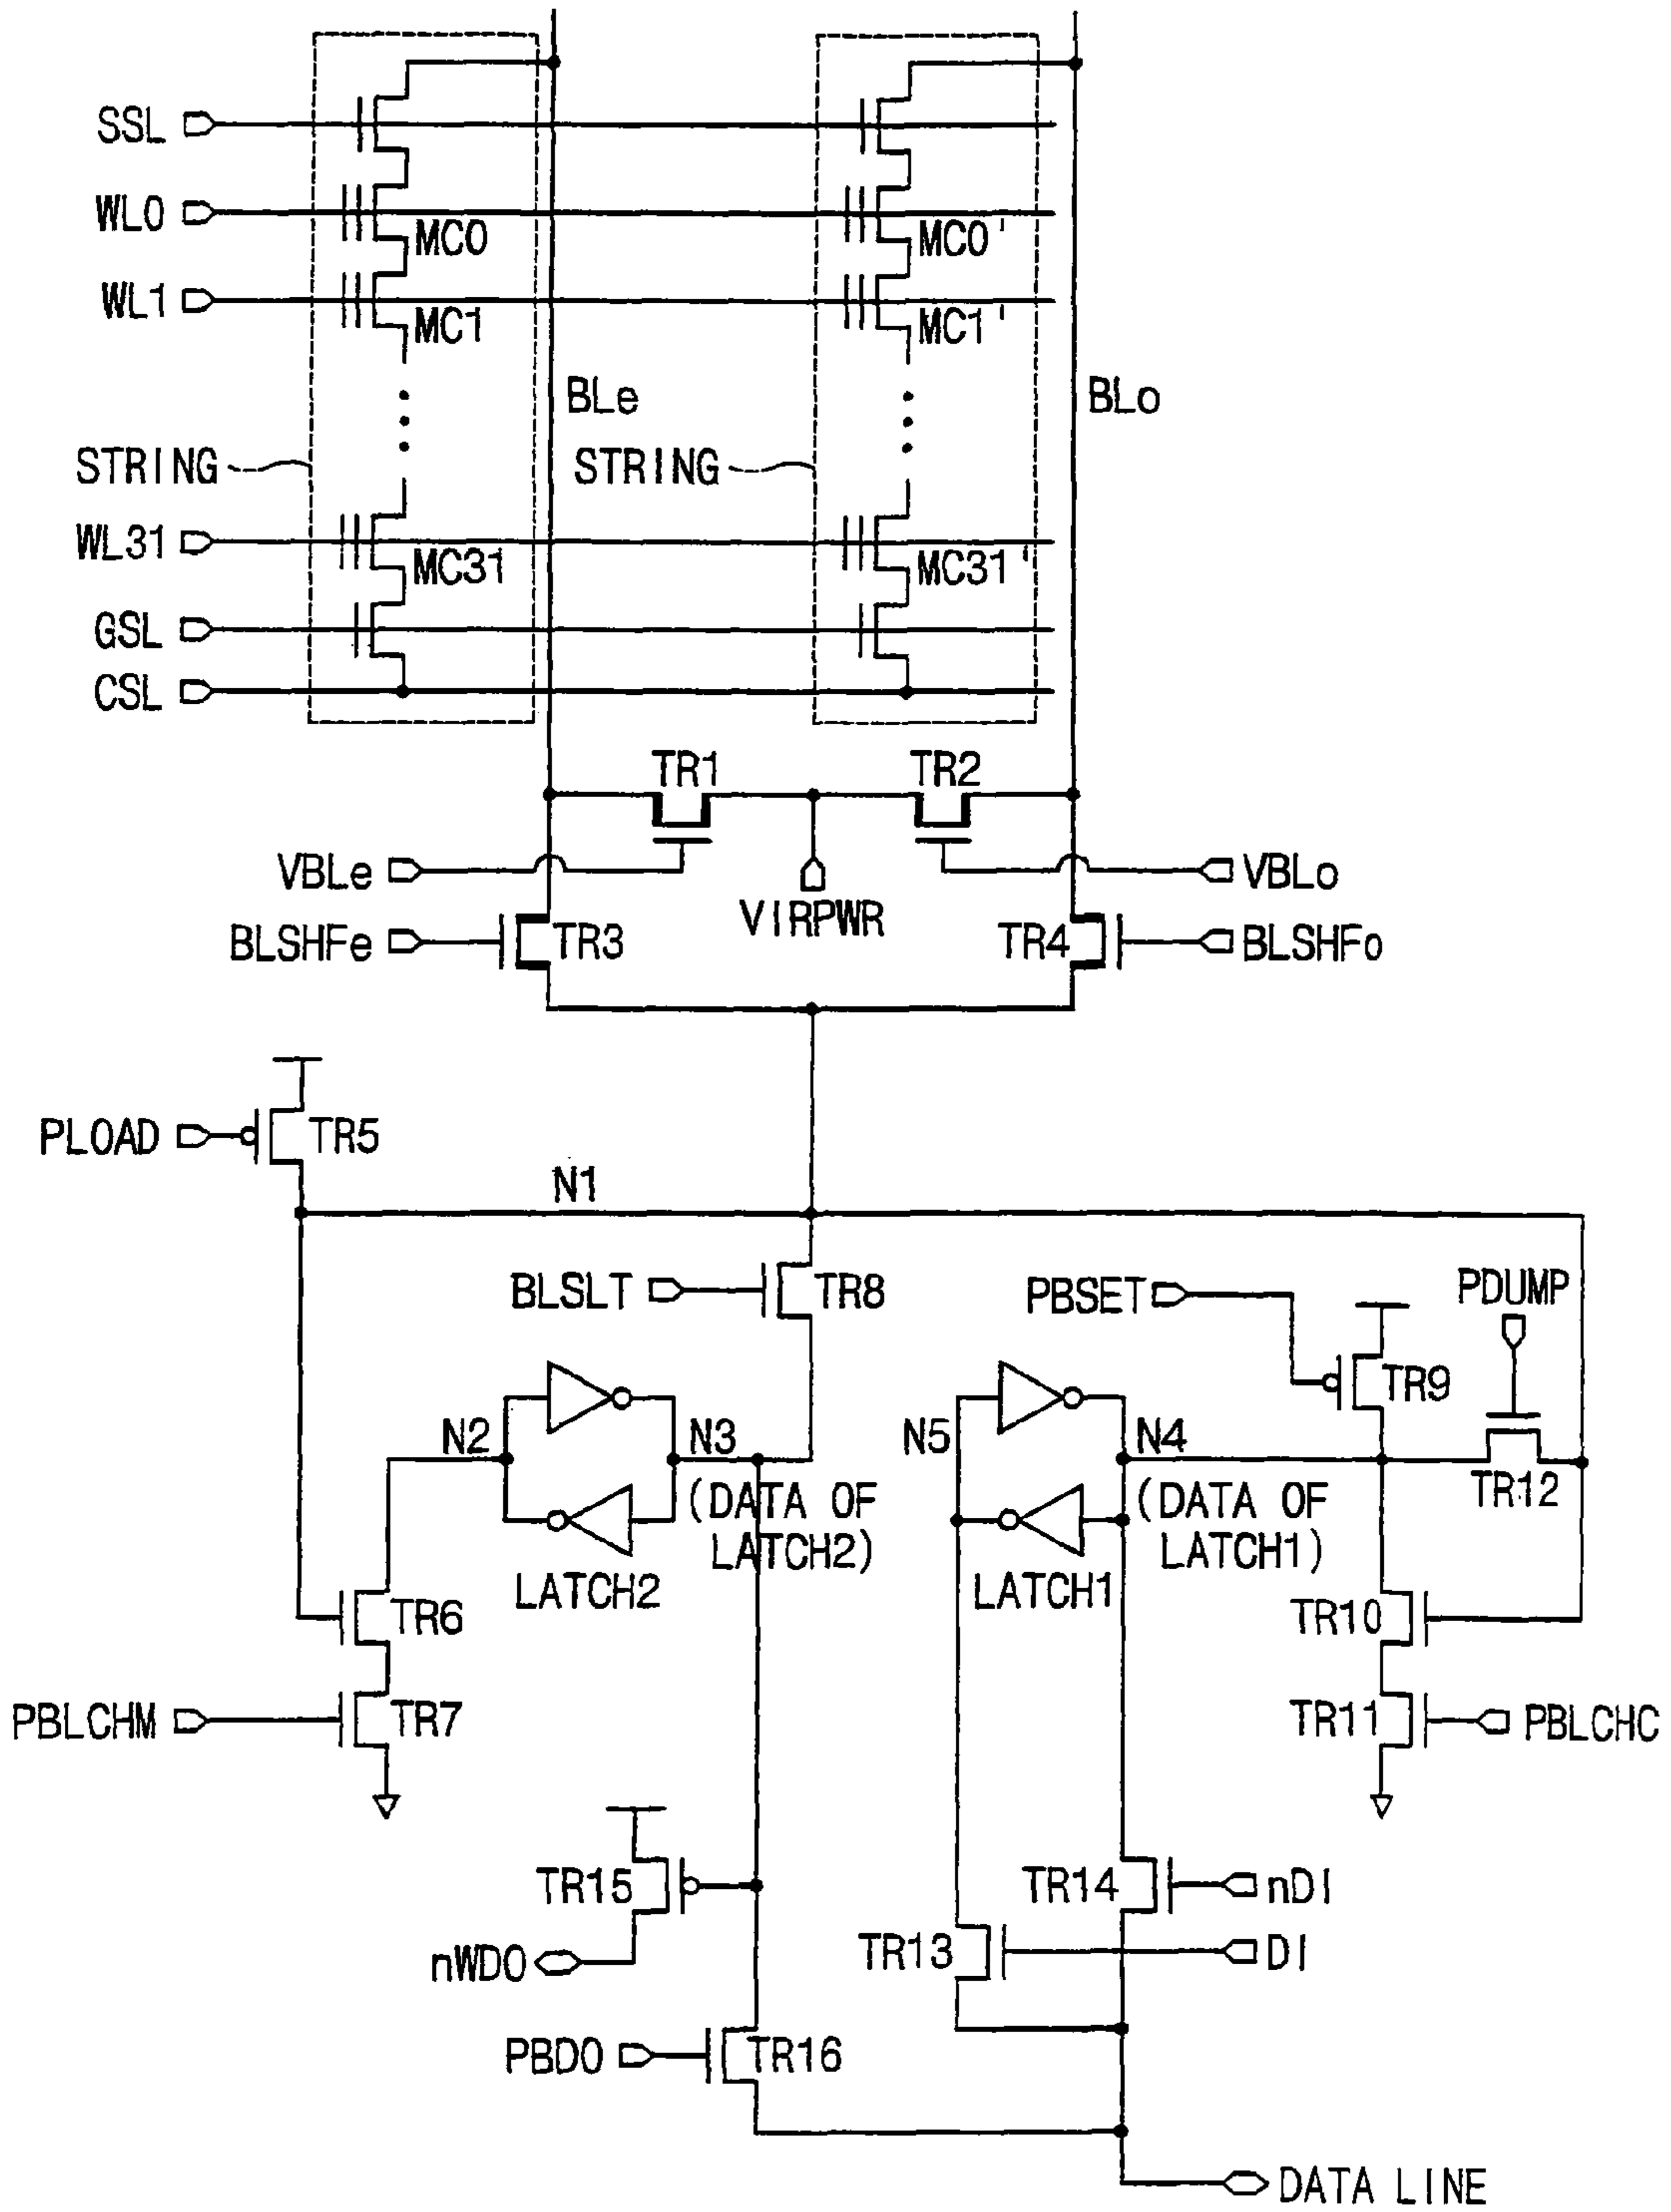 SSL
WL0
MC0 MC0'
WL1
MC1 MC1'
BLe BLo
STRING STRING
WL31
MC31 MC31'
GSL
CSL
TR1 TR2
VBLe VBLo
VIRPWR
BLSHFe TR3 TR4 BLSHFo
PLOAD TR5
N1
BLSLT TR8 PBSET PDUMP
TR9
N2 N3 N5 N4
(DATA OF
LATCH2)
(DATA OF
LATCH1)
TR12
LATCH2 LATCH1
TR6 TR10
PBLCHM TR7 TR11 PBLCHC
TR15 TR14 nDI
nWDO TR13 DI
PBDO TR16
DATA LINE